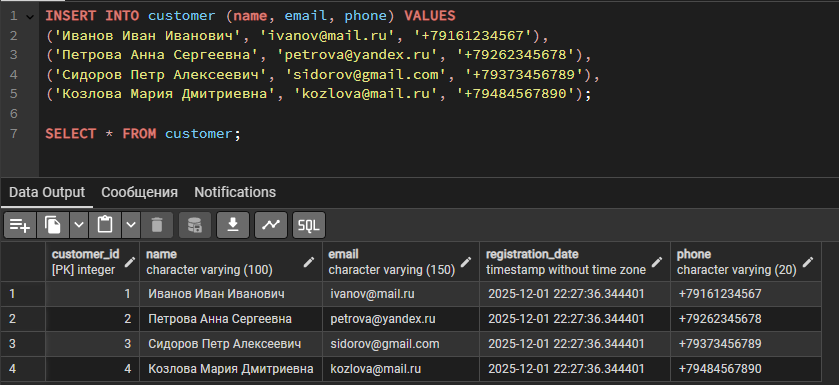 1 INSERT INTO customer (name, email, phone) VALUES
2 ('Иванов Иван Иванович', 'ivanov@mail.ru', '+79161234567'),
3 ('Петрова Анна Сергеевна', 'petrova@yandex.ru', '+79262345678'),
4 ('Сидоров Петр Алексеевич', 'sidorov@gmail.com', '+79373456789'),
5 ('Козлова Мария Дмитриевна', 'kozlova@mail.ru', '+79484567890');
6
7 SELECT * FROM customer;
Data Output Сообщения Notifications
SQL
customer_id name email registration_date phone
[PK] integer character varying (100) character varying (150) timestamp without time zone character varying (20)
1 1 Иванов Иван Иванович ivanov@mail.ru 2025-12-01 22:27:36.344401 +79161234567
2 2 Петрова Анна Сергеевна petrova@yandex.ru 2025-12-01 22:27:36.344401 +79262345678
3 3 Сидоров Петр Алексеевич sidorov@gmail.com 2025-12-01 22:27:36.344401 +79373456789
4 4 Козлова Мария Дмитриевна kozlova@mail.ru 2025-12-01 22:27:36.344401 +79484567890